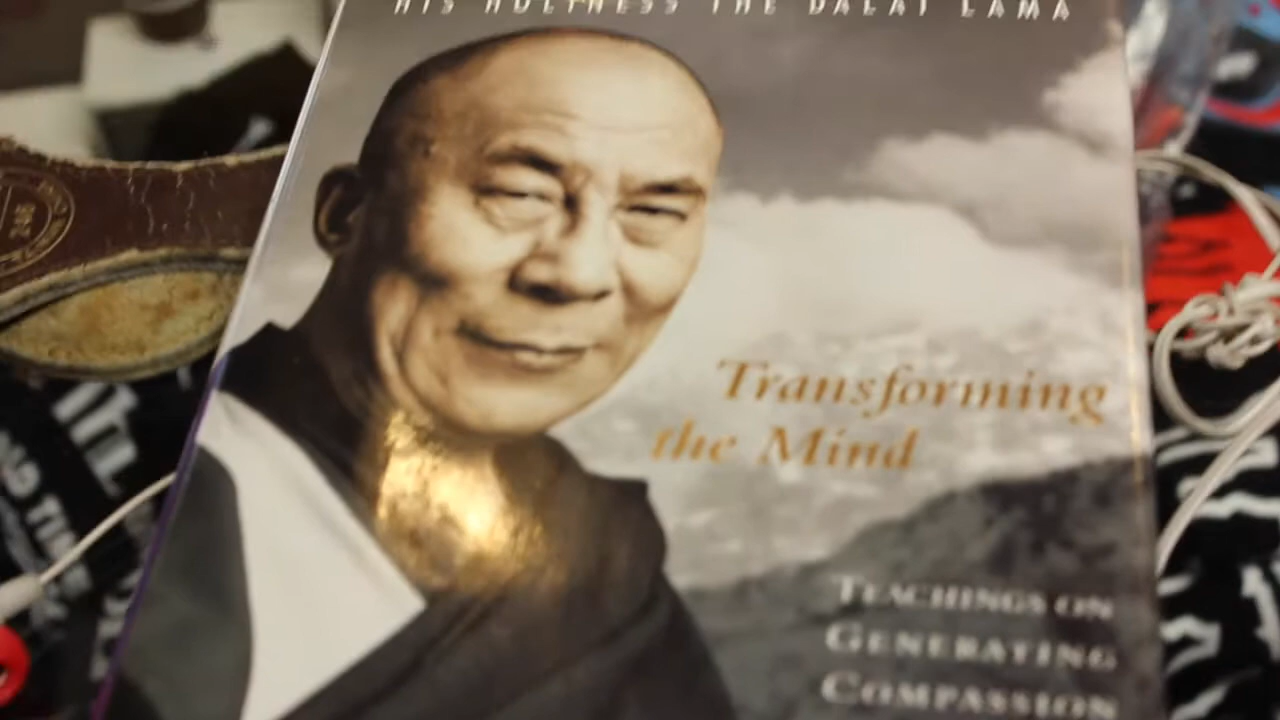 HIS HOLINESS THE DALAI LAMA
Transforming
the Mind
TEACHINGS ON
GENERATING
COMPASSION